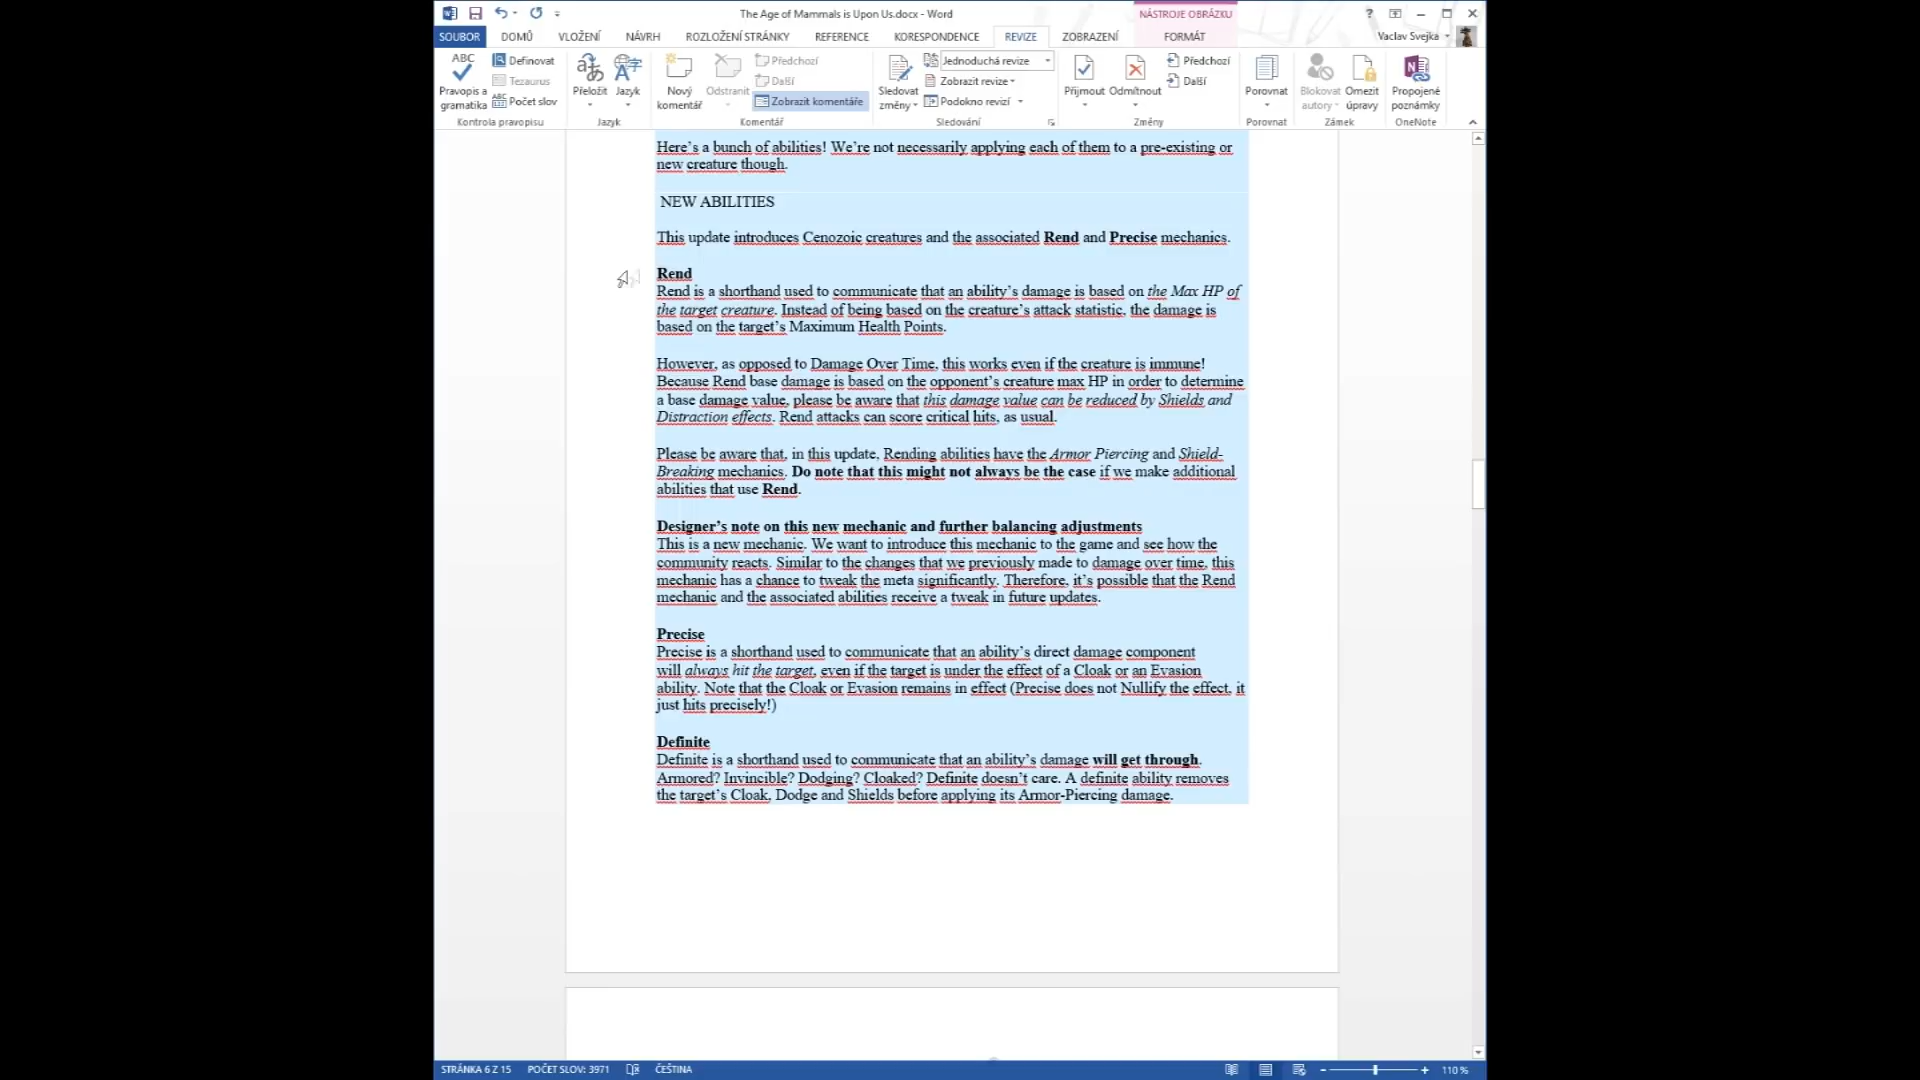 The Age of Mammals is Upon Us.docx - Word
NÁSTROJE OBRÁZKU
?
SOUBOR DOMŮ VLOŽENÍ NÁVRH ROZLOŽENÍ STRÁNKY REFERENCE KORESPONDENCE REVIZE ZOBRAZENÍ FORMÁT Vaclav Svejka
ABC Pravopis a gramatika
Definovat
Tezaurus
Počet slov
Kontrola pravopisu
Přeložit Jazyk
Jazyk
Nový komentář
Odstranit
Předchozí
Další
Zobrazit komentáře
Komentář
Sledovat změny
Jednoduchá revize
Zobrazit revize
Podokno revizí
Sledování
Přijmout Odmítnout
Předchozí
Další
Změny
Porovnat
Porovnat
Blokovat autory
Omezit úpravy
Zámek
Propojené poznámky
OneNote
Here's a bunch of abilities! We're not necessarily applying each of them to a pre-existing or
new creature though.
NEW ABILITIES
This update introduces Cenozoic creatures and the associated Rend and Precise mechanics.
Rend
Rend is a shorthand used to communicate that an ability's damage is based on the Max HP of
the target creature. Instead of being based on the creature's attack statistic, the damage is
based on the target's Maximum Health Points.
However, as opposed to Damage Over Time, this works even if the creature is immune!
Because Rend base damage is based on the opponent's creature max HP in order to determine
a base damage value, please be aware that this damage value can be reduced by Shields and
Distraction effects. Rend attacks can score critical hits, as usual.
Please be aware that, in this update, Rending abilities have the Armor Piercing and Shield-
Breaking mechanics. Do note that this might not always be the case if we make additional
abilities that use Rend.
Designer's note on this new mechanic and further balancing adjustments
This is a new mechanic. We want to introduce this mechanic to the game and see how the
community reacts. Similar to the changes that we previously made to damage over time, this
mechanic has a chance to tweak the meta significantly. Therefore, it's possible that the Rend
mechanic and the associated abilities receive a tweak in future updates.
Precise
Precise is a shorthand used to communicate that an ability's direct damage component
will always hit the target, even if the target is under the effect of a Cloak or an Evasion
ability. Note that the Cloak or Evasion remains in effect (Precise does not Nullify the effect, it
just hits precisely!)
Definite
Definite is a shorthand used to communicate that an ability's damage will get through.
Armored? Invincible? Dodging? Cloaked? Definite doesn't care. A definite ability removes
the target's Cloak, Dodge and Shields before applying its Armor-Piercing damage.
STRÁNKA 6 Z 15 POČET SLOV: 3971 ČEŠTINA 110 %